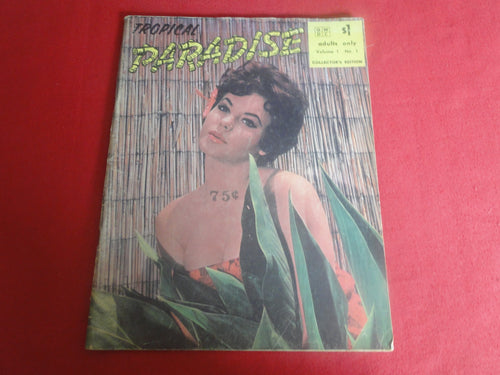 TROPICAL
PARADISE
$1
adults only
Volume 1 No. 1
COLLECTOR'S EDITION
75¢